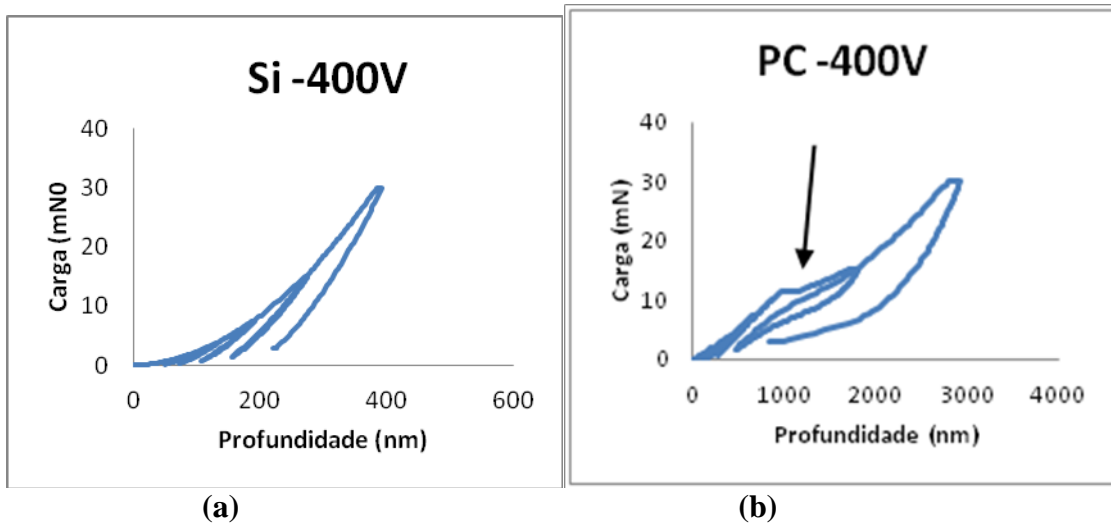 Si -400V
40
30
20
10
0
Carga (mN0
0 200 400 600
Profundidade (nm)
(a)
PC -400V
40
30
20
10
0
Carga (mN)
0 1000 2000 3000 4000
Profundidade (nm)
(b)